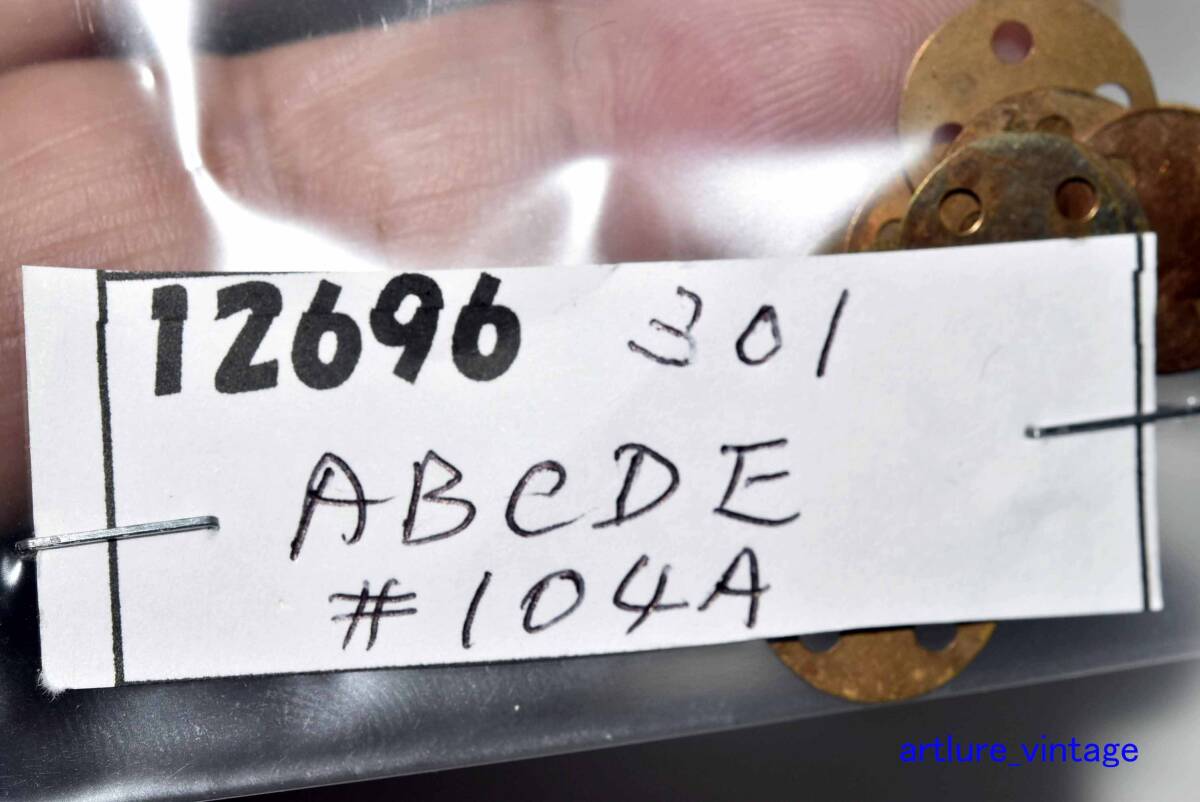 12696 301
ABCDE
#104A
artlure_vintage